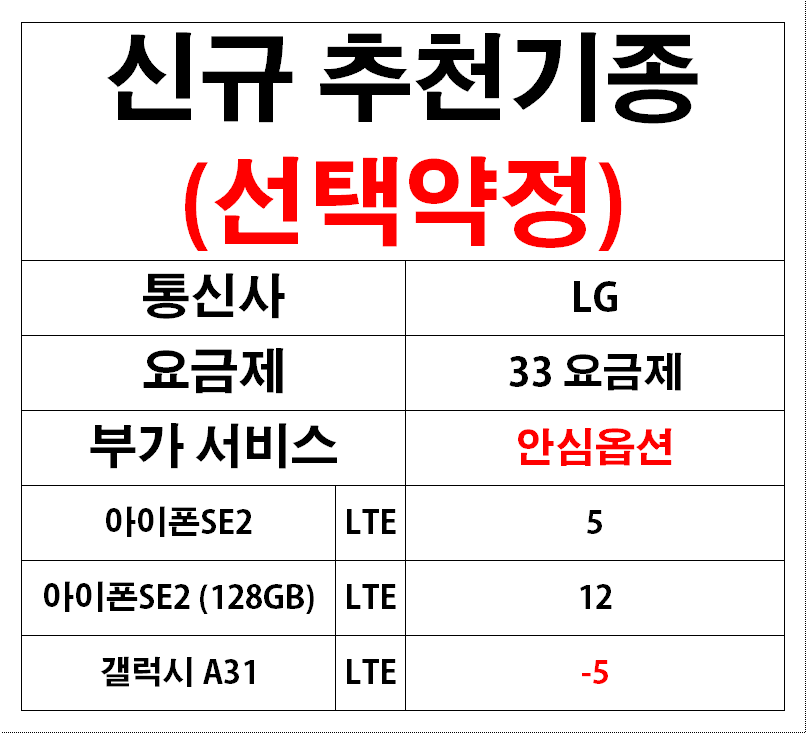 신규 추천기종
(선택약정)
통신사 LG
요금제 33 요금제
부가 서비스 안심옵션
아이폰SE2 LTE 5
아이폰SE2 (128GB) LTE 12
갤럭시 A31 LTE -5